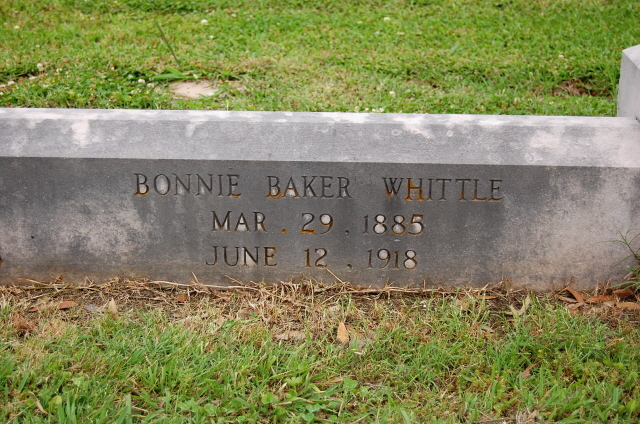 BONNIE BAKER WHITTLE
MAR. 29, 1885
JUNE 12, 1918